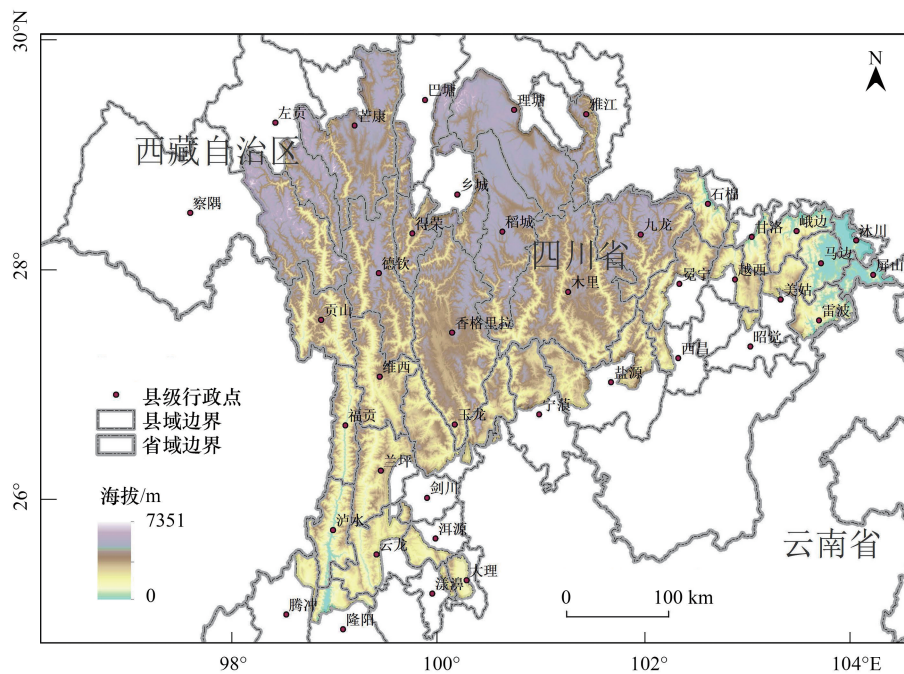 30°N
N
巴塘
理塘
雅江
左贡
芒康
西藏自治区
察隅
乡城
石棉
得荣
稻城
九龙
甘洛
峨边
沐川
四川省
马边
屏山
28°
德钦
木里
冕宁
越西
美姑
贡山
香格里拉
雷波
西昌
昭觉
维西
盐源
县级行政点
宁蒗
县域边界
福贡
玉龙
省域边界
兰坪
26°
剑川
海拔/m
7351
泸水
洱源
云龙
云南省
大理
0
漾濞
0
100 km
腾冲
隆阳
98°
100°
102°
104°E